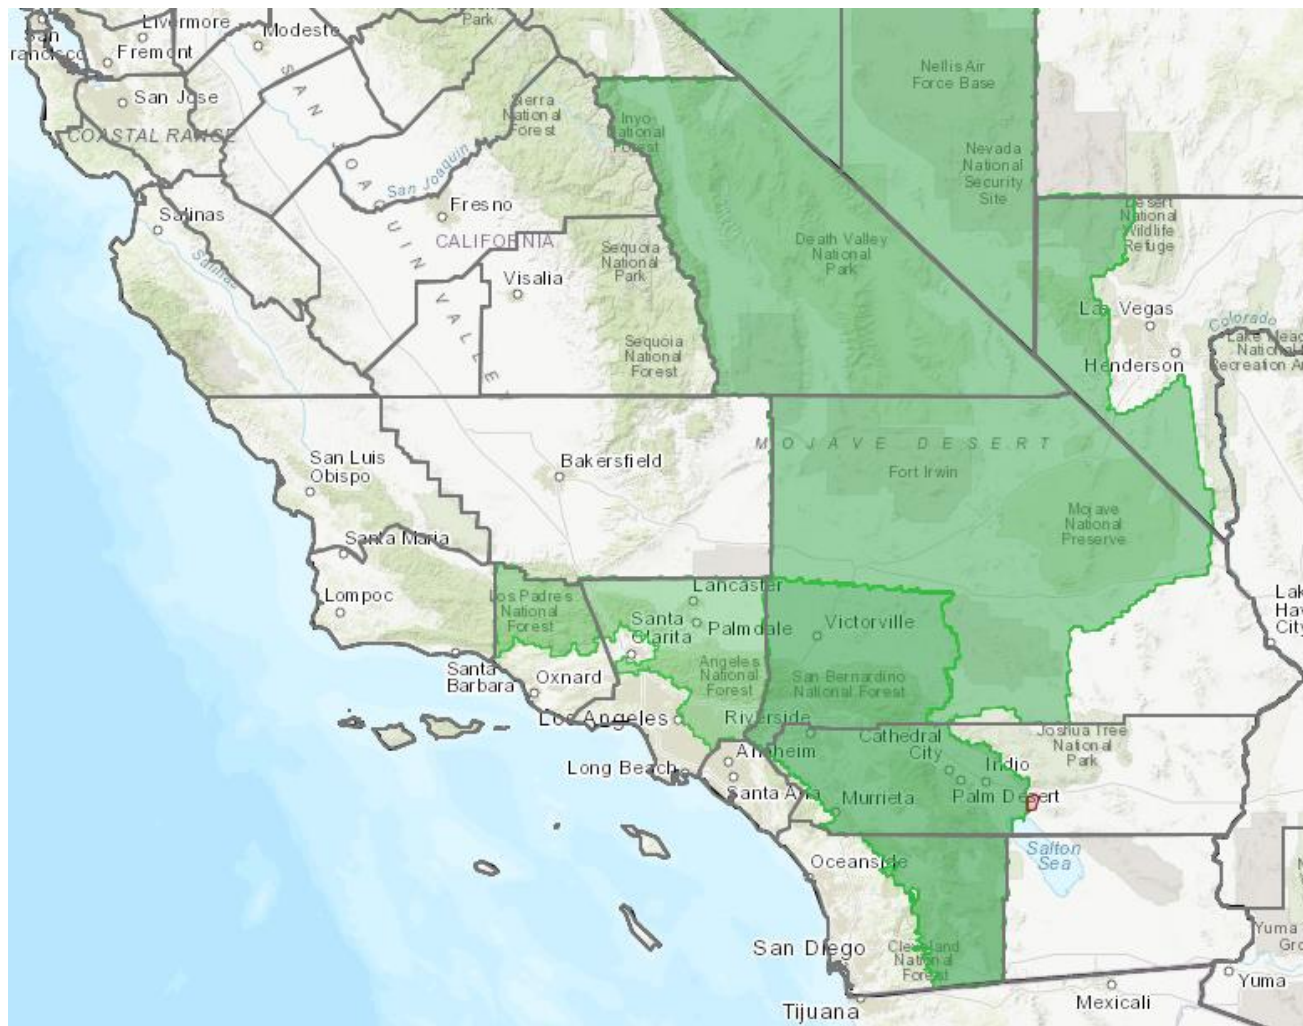 Livermore
Modesto
Park
San
Fremont
San Jose
Nellis Air
Force Base
Sierra
National
Forest
Inyo
National
Forest
COASTAL RANGE
SAN JOAQUIN VALLEY
San Joaquin
Nevada
National
Security
Site
Salinas
Fresno
Desert
National
Wildlife
Refuge
CALIFORNIA
Death Valley
National
Park
Sequoia
National
Park
Salinas
Visalia
Las Vegas
Colorado
Sequoia
National
Forest
Henderson
Lake Mead
National
Recreation
MOJAVE DESERT
San Luis
Obispo
Bakersfield
Fort Irwin
Mojave
National
Preserve
Santa Maria
Lompoc
Los Padres
National
Forest
Lancaster
Santa
Clarita
Palmdale
Victorville
Santa
Barbara
Oxnard
Angeles
National
Forest
San Bernardino
National Forest
Los Angeles
Riverside
Cathedral
City
Joshua Tree
National
Park
Anaheim
Indio
Long Beach
Santa Ana
Murrieta
Palm Desert
Oceanside
Salton
Sea
San Diego
Cleveland
National
Forest
Yuma
Yuma
Mexicali
Tijuana